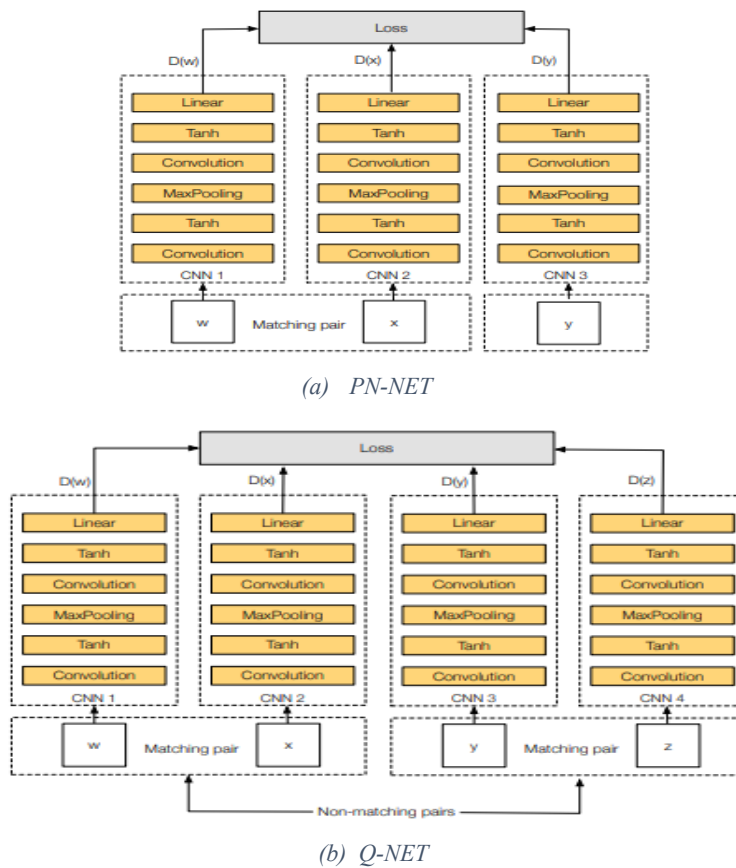 Loss
D(w) D(x) D(y)
Linear Linear Linear
Tanh Tanh Tanh
Convolution Convolution Convolution
MaxPooling MaxPooling MaxPooling
Tanh Tanh Tanh
Convolution Convolution Convolution
CNN 1 CNN 2 CNN 3
w Matching pair x y
(a) PN-NET
Loss
D(w) D(x) D(y) D(z)
Linear Linear Linear Linear
Tanh Tanh Tanh Tanh
Convolution Convolution Convolution Convolution
MaxPooling MaxPooling MaxPooling MaxPooling
Tanh Tanh Tanh Tanh
Convolution Convolution Convolution Convolution
CNN 1 CNN 2 CNN 3 CNN 4
w Matching pair x y Matching pair z
Non-matching pairs
(b) Q-NET